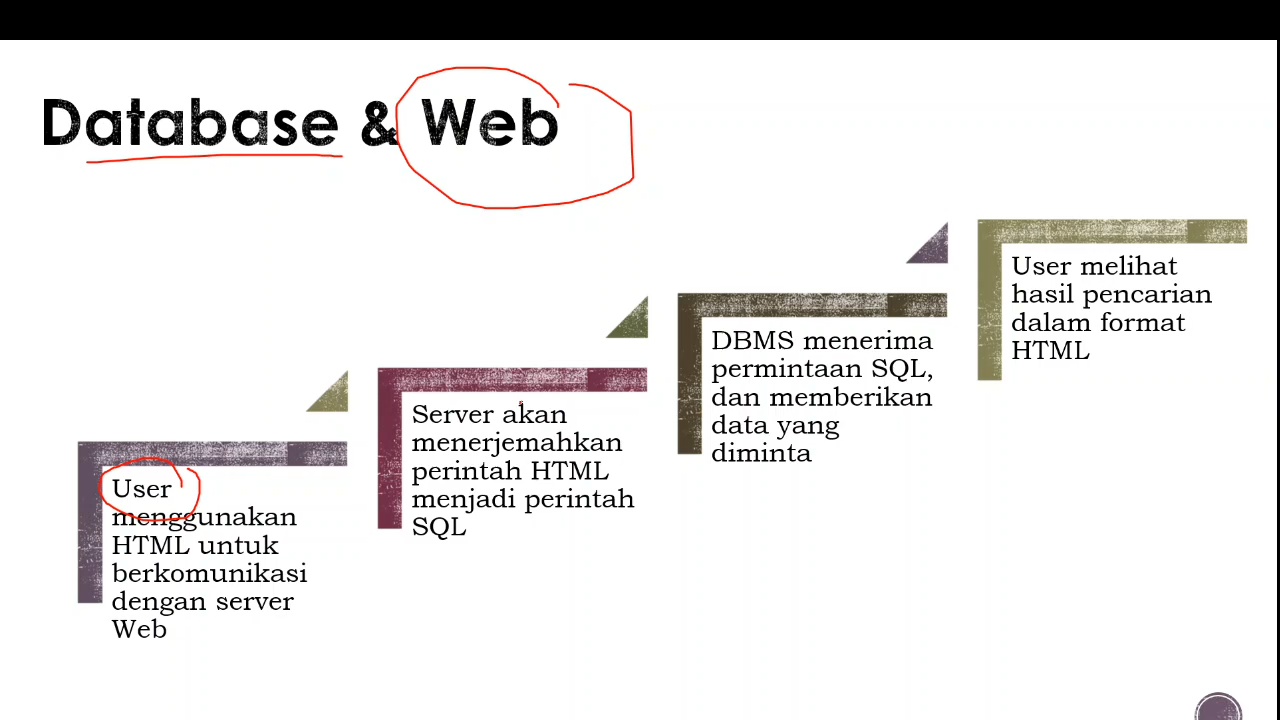 Database & Web
User
menggunakan
HTML untuk
berkomunikasi
dengan server
Web
Server akan
menerjemahkan
perintah HTML
menjadi perintah
SQL
DBMS menerima
permintaan SQL,
dan memberikan
data yang
diminta
User melihat
hasil pencarian
dalam format
HTML